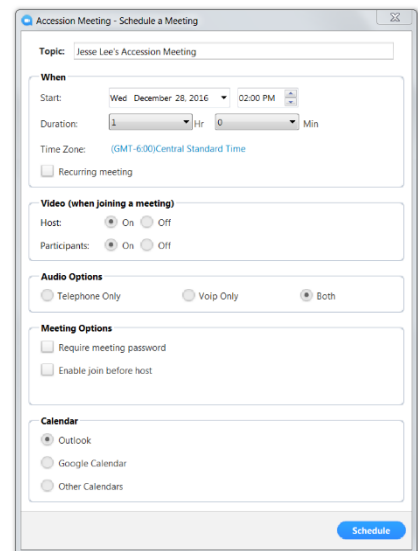 Accession Meeting - Schedule a Meeting
Topic: Jesse Lee's Accession Meeting
When
Start: Wed December 28, 2016 02:00 PM
Duration: 1 Hr 0 Min
Time Zone: (GMT-6:00)Central Standard Time
Recurring meeting
Video (when joining a meeting)
Host: On Off
Participants: On Off
Audio Options
Telephone Only Voip Only Both
Meeting Options
Require meeting password
Enable join before host
Calendar
Outlook
Google Calendar
Other Calendars
Schedule